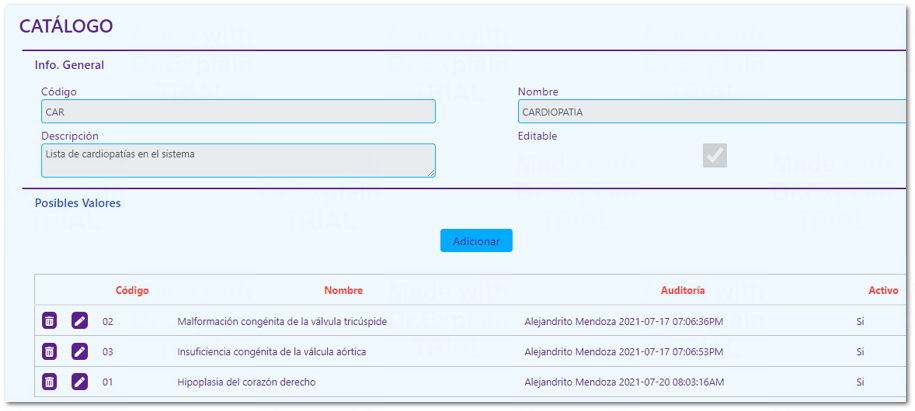 CATÁLOGO
Info. General
Código
Nombre
CAR
CARDIOPATIA
Descripción
Editable
Lista de cardiopatías en el sistema
Posibles Valores
Adicionar
Código Nombre Auditoría Activo
02 Malformación congénita de la válvula tricúspide Alejandrito Mendoza 2021-07-17 07:06:36PM Si
03 Insuficiencia congénita de la válcula aórtica Alejandrito Mendoza 2021-07-17 07:06:53PM Si
01 Hipoplasia del corazón derecho Alejandrito Mendoza 2021-07-20 08:03:16AM Si